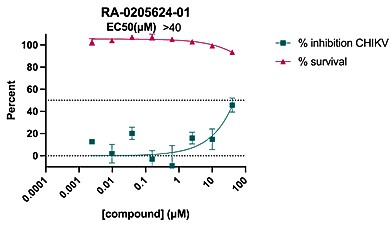 RA-0205624-01
EC50(µM) >40
% inhibition CHIKV
% survival
Percent
100
80
60
40
20
0
0.0001
0.001
0.01
0.1
1
10
100
[compound] (µM)